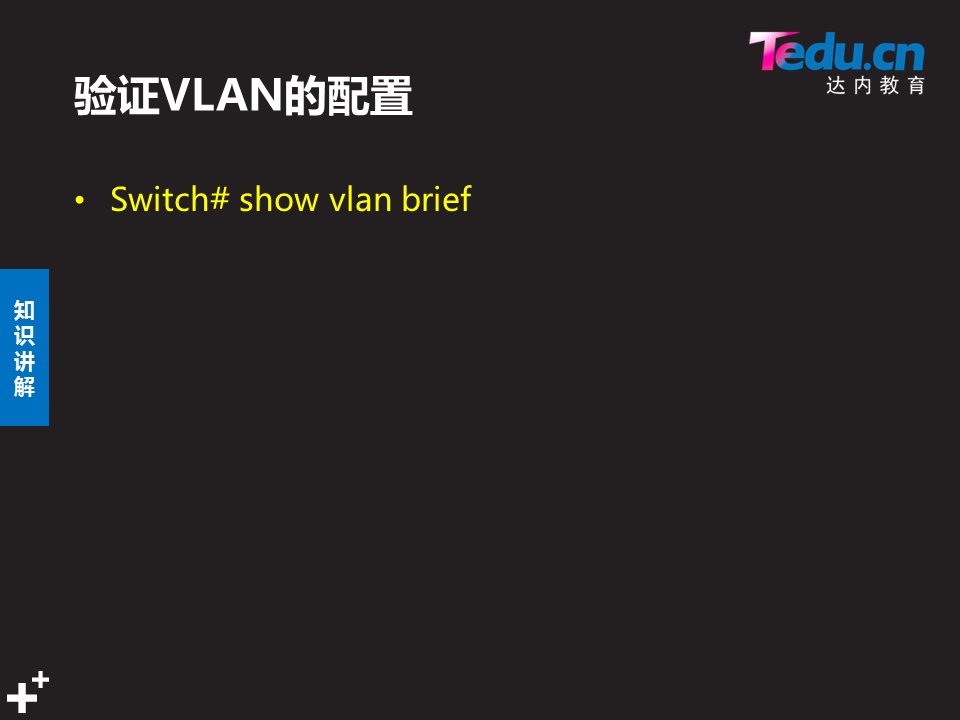 Tedu.cn
达内教育
验证VLAN的配置
• Switch# show vlan brief
知
识
讲
解